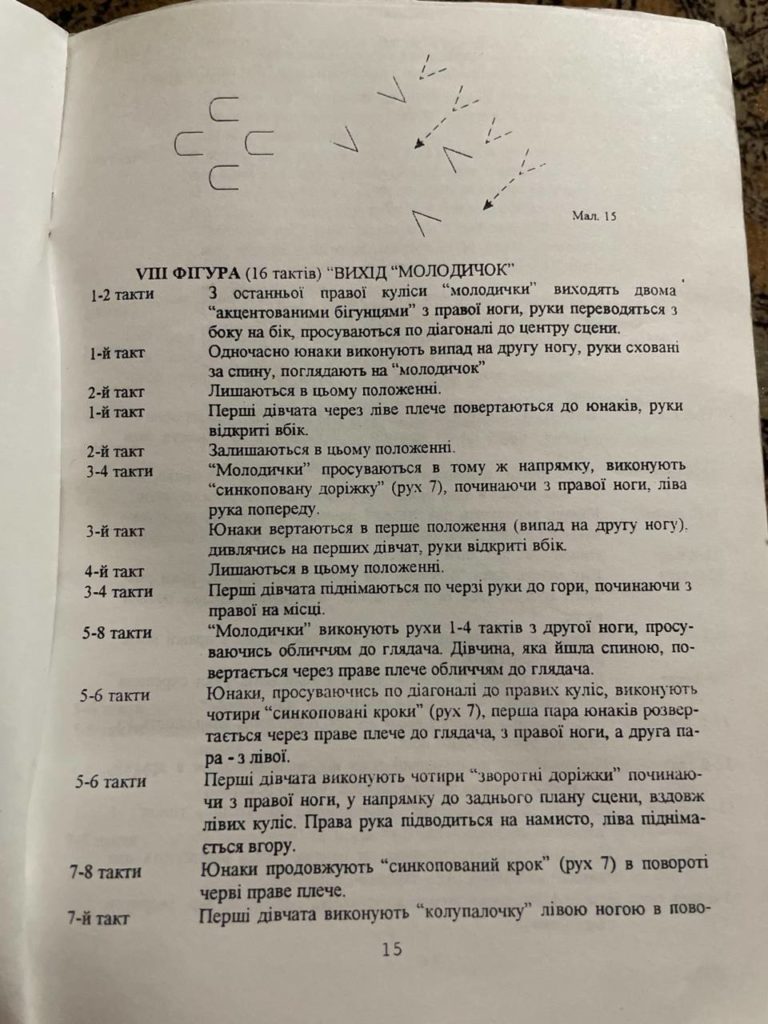 Мал. 15
VIII ФІГУРА (16 тактів) “ВИХІД “МОЛОДИЧОК”
1-2 такти З останньої правої куліси “молодички” виходять двома
“акцентованими бігунцями” з правої ноги, руки переводяться з
боку на бік, просуваються по діагоналі до центру сцени.
1-й такт Одночасно юнаки виконують випад на другу ногу, руки сховані
за спину, поглядають на “молодичок”
2-й такт Лишаються в цьому положенні.
1-й такт Перші дівчата через ліве плече повертаються до юнаків, руки
відкриті вбік.
2-й такт Залишаються в цьому положенні.
3-4 такти “Молодички” просуваються в тому ж напрямку, виконують
“синкоповану доріжку” (рух 7), починаючи з правої ноги, ліва
рука попереду.
3-й такт Юнаки вертаються в перше положення (випад на другу ногу).
дивлячись на перших дівчат, руки відкриті вбік.
4-й такт Лишаються в цьому положенні.
3-4 такти Перші дівчата піднімаються по черзі руки до гори, починаючи з
правої на місці.
5-8 такти “Молодички” виконують рухи 1-4 тактів з другої ноги, просу-
ваючись обличчям до глядача. Дівчина, яка йшла спиною, по-
вертається через праве плече обличчям до глядача.
5-6 такти Юнаки, просуваючись по діагоналі до правих куліс, виконують
чотири “синкоповані кроки” (рух 7), перша пара юнаків розвер-
тається через праве плече до глядача, з правої ноги, а друга па-
ра - з лівої.
5-6 такти Перші дівчата виконують чотири “зворотні доріжки” починаю-
чи з правої ноги, у напрямку до заднього плану сцени, вздовж
лівих куліс. Права рука підводиться на намисто, ліва підніма-
ється вгору.
7-8 такти Юнаки продовжують “синкопований крок” (рух 7) в повороті
черві праве плече.
7-й такт Перші дівчата виконують “колупалочку” лівою ногою в пово-
15